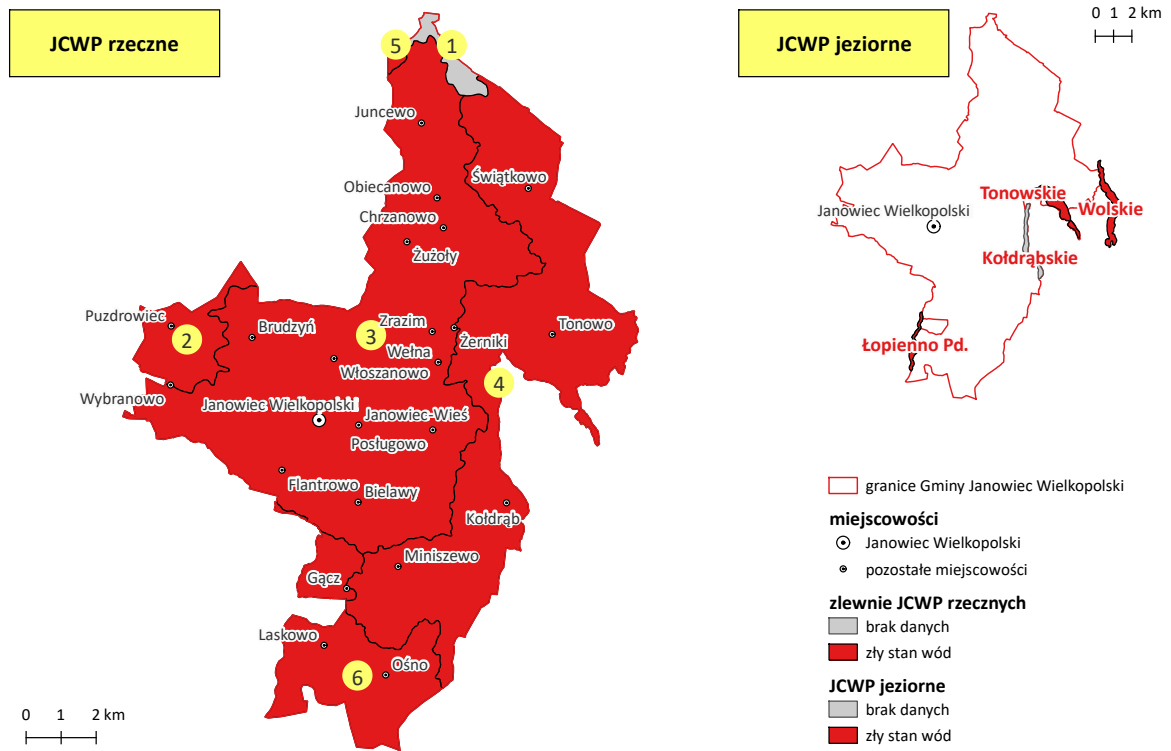 JCWP rzeczne
5
1
Juncewo
Świątkowo
Obiecanowo
Chrzanowo
Żużoły
Puzdrowiec
2
Brudzyń
3
Zrazim
Żerniki
Tonowo
Wełna
Włoszanowo
4
Wybranowo
Janowiec Wielkopolski
Janowiec-Wieś
Posługowo
Flantrowo
Bielawy
Kołdrąb
Miniszewo
Gącz
Laskowo
6
Ośno
0 1 2 km
JCWP jeziorne
0 1 2 km
Tonowskie
Wolskie
Janowiec Wielkopolski
Kołdrąbskie
Łopienno Pd.
granice Gminy Janowiec Wielkopolski
miejscowości
Janowiec Wielkopolski
pozostałe miejscowości
zlewnie JCWP rzecznych
brak danych
zły stan wód
JCWP jeziorne
brak danych
zły stan wód